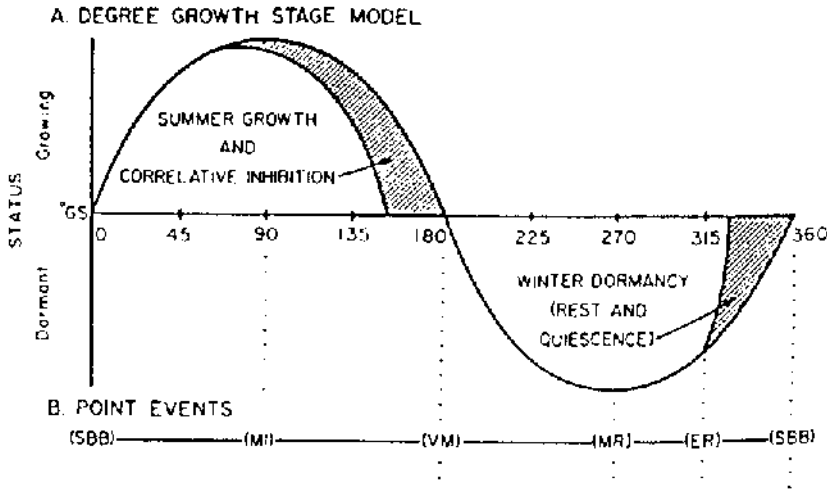 A. DEGREE GROWTH STAGE MODEL
Growing
SUMMER GROWTH
AND
CORRELATIVE INHIBITION
STATUS
°GS
0 45 90 135 180 225 270 315 360
Dormant
WINTER DORMANCY
(REST AND
QUIESCENCE)
B. POINT EVENTS
(SBB) (MI) (VM) (MR) (ER) (SBB)